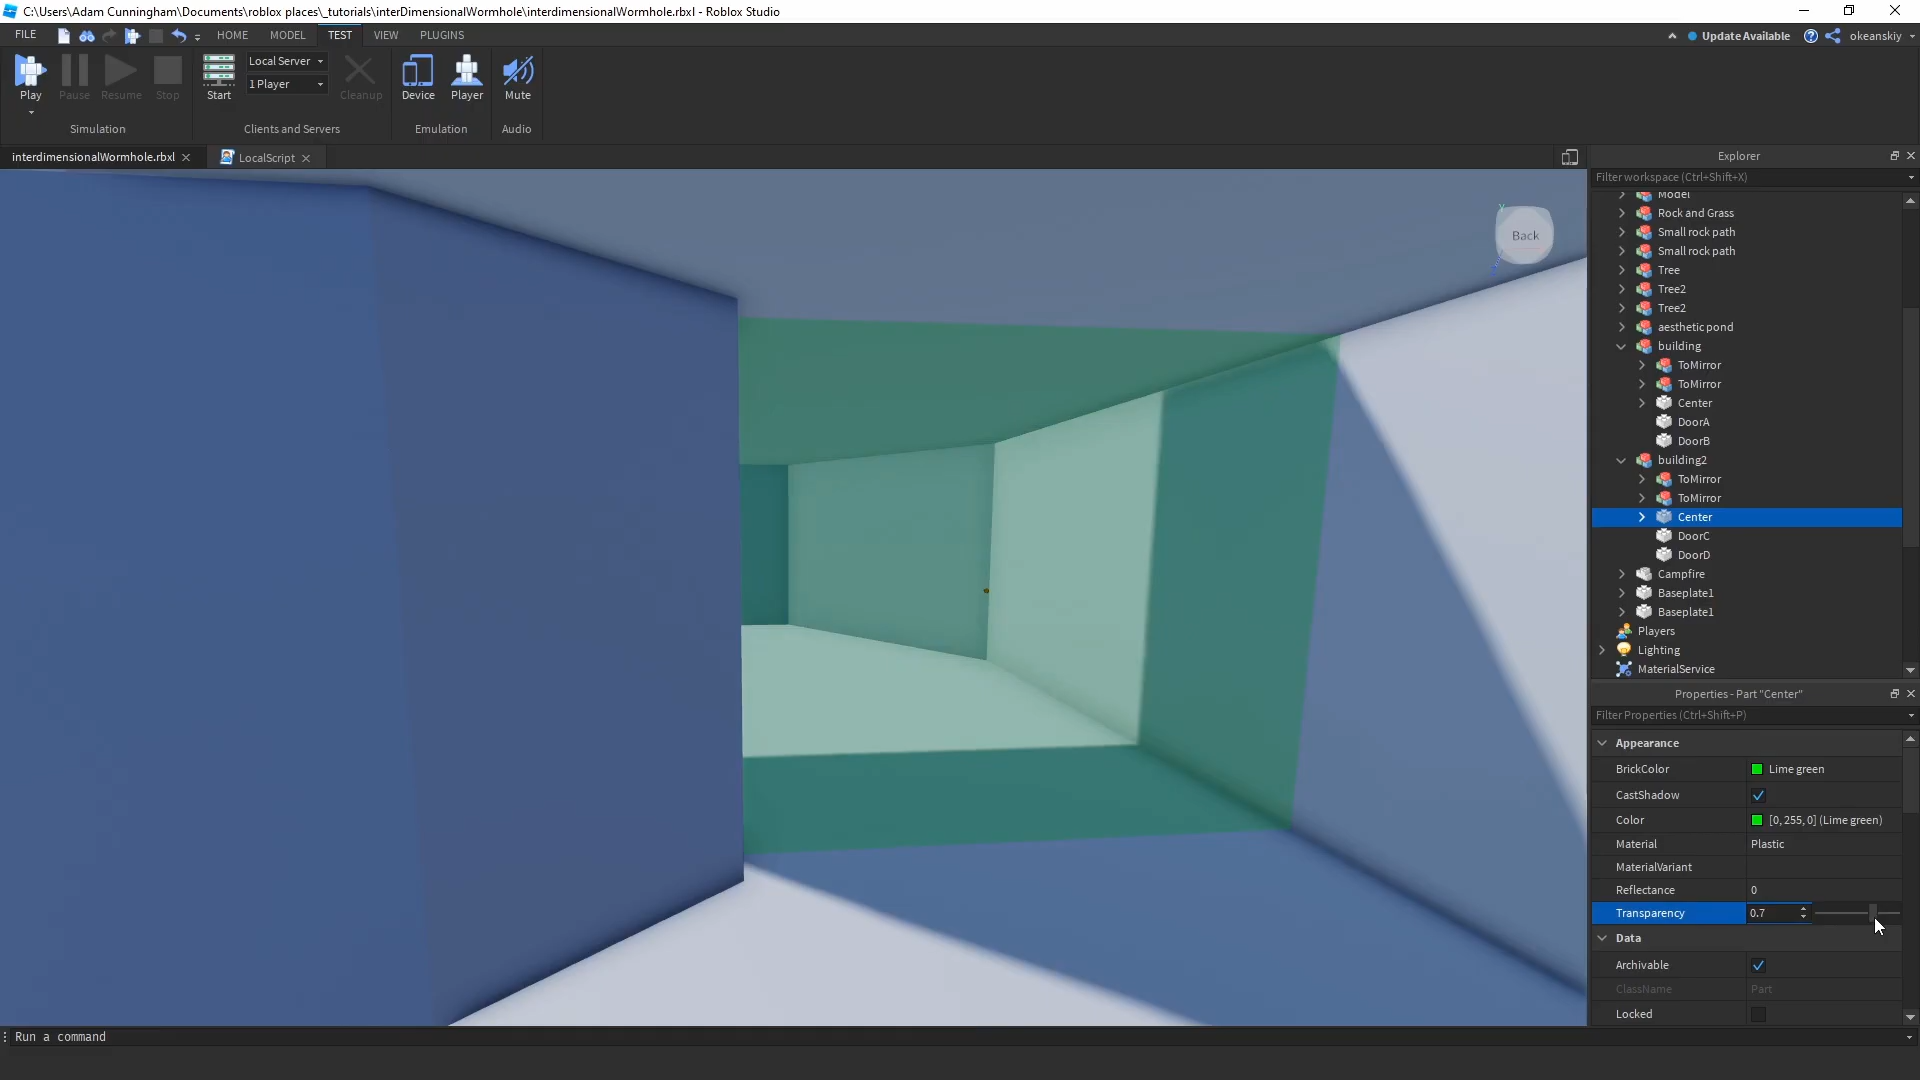 C:\Users\Adam Cunningham\Documents\roblox places\_tutorials\interDimensionalWormhole\interdimensionalWormhole.rbxl - Roblox Studio
FILE HOME MODEL TEST VIEW PLUGINS Update Available okeanskiy
Play Pause Resume Stop Start Local Server 1 Player Cleanup Device Player Mute
Simulation Clients and Servers Emulation Audio
interdimensionalWormhole.rbxl LocalScript
Back
Y
Explorer
Filter workspace (Ctrl+Shift+X)
Model
Rock and Grass
Small rock path
Small rock path
Tree
Tree2
Tree2
aesthetic pond
building
ToMirror
ToMirror
Center
DoorA
DoorB
building2
ToMirror
ToMirror
Center
DoorC
DoorD
Campfire
Baseplate1
Baseplate1
Players
Lighting
MaterialService
Properties - Part "Center"
Filter Properties (Ctrl+Shift+P)
Appearance
BrickColor Lime green
CastShadow
Color [0, 255, 0] (Lime green)
Material Plastic
MaterialVariant
Reflectance 0
Transparency 0.7
Data
Archivable
ClassName Part
Locked
Run a command